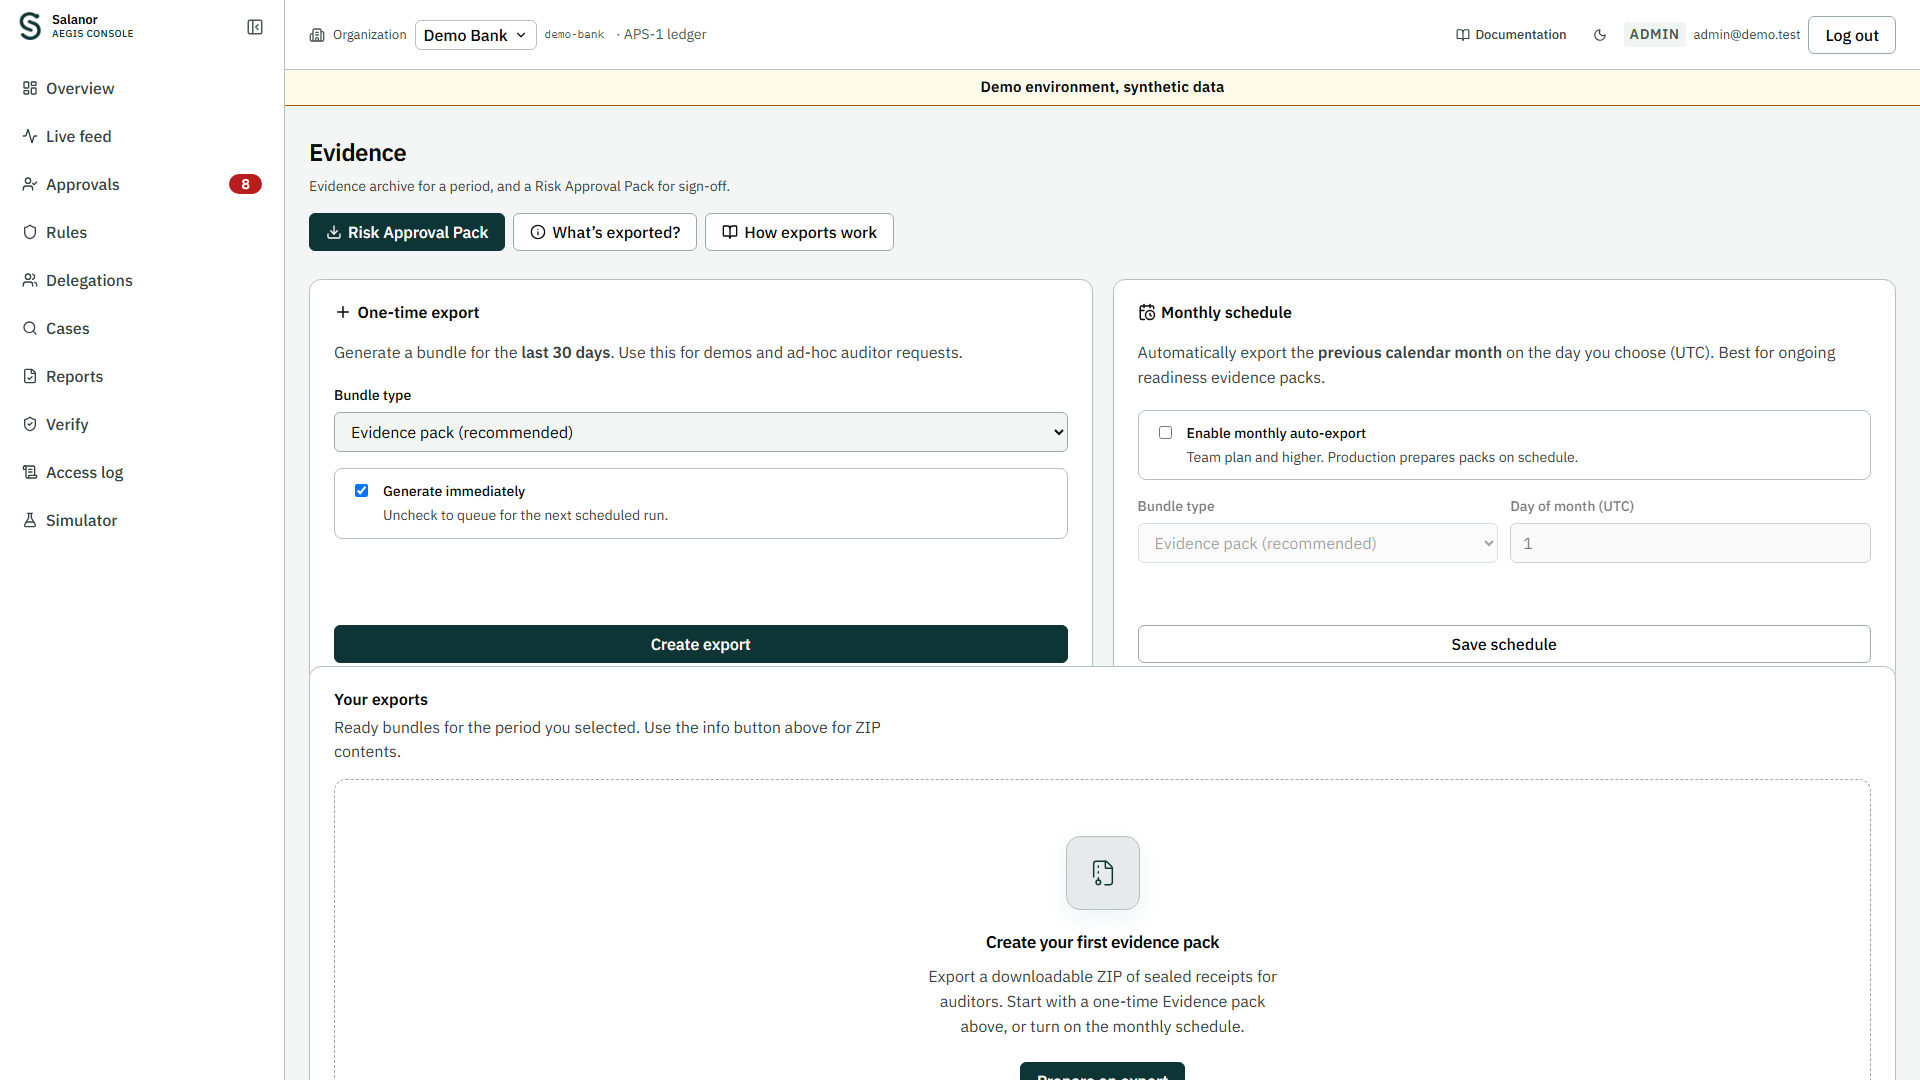 Salanor
AEGIS CONSOLE
Overview
Live feed
Approvals
8
Rules
Delegations
Cases
Reports
Verify
Access log
Simulator
Organization
Demo Bank
demo-bank
· APS-1 ledger
Documentation
ADMIN
admin@demo.test
Log out
Demo environment, synthetic data
Evidence
Evidence archive for a period, and a Risk Approval Pack for sign-off.
Risk Approval Pack
What's exported?
How exports work
One-time export
Generate a bundle for the last 30 days. Use this for demos and ad-hoc auditor requests.
Bundle type
Evidence pack (recommended)
Generate immediately
Uncheck to queue for the next scheduled run.
Create export
Monthly schedule
Automatically export the previous calendar month on the day you choose (UTC). Best for ongoing
readiness evidence packs.
Enable monthly auto-export
Team plan and higher. Production prepares packs on schedule.
Bundle type
Day of month (UTC)
Evidence pack (recommended)
1
Save schedule
Your exports
Ready bundles for the period you selected. Use the info button above for ZIP
contents.
Create your first evidence pack
Export a downloadable ZIP of sealed receipts for
auditors. Start with a one-time Evidence pack
above, or turn on the monthly schedule.
Prepare an export